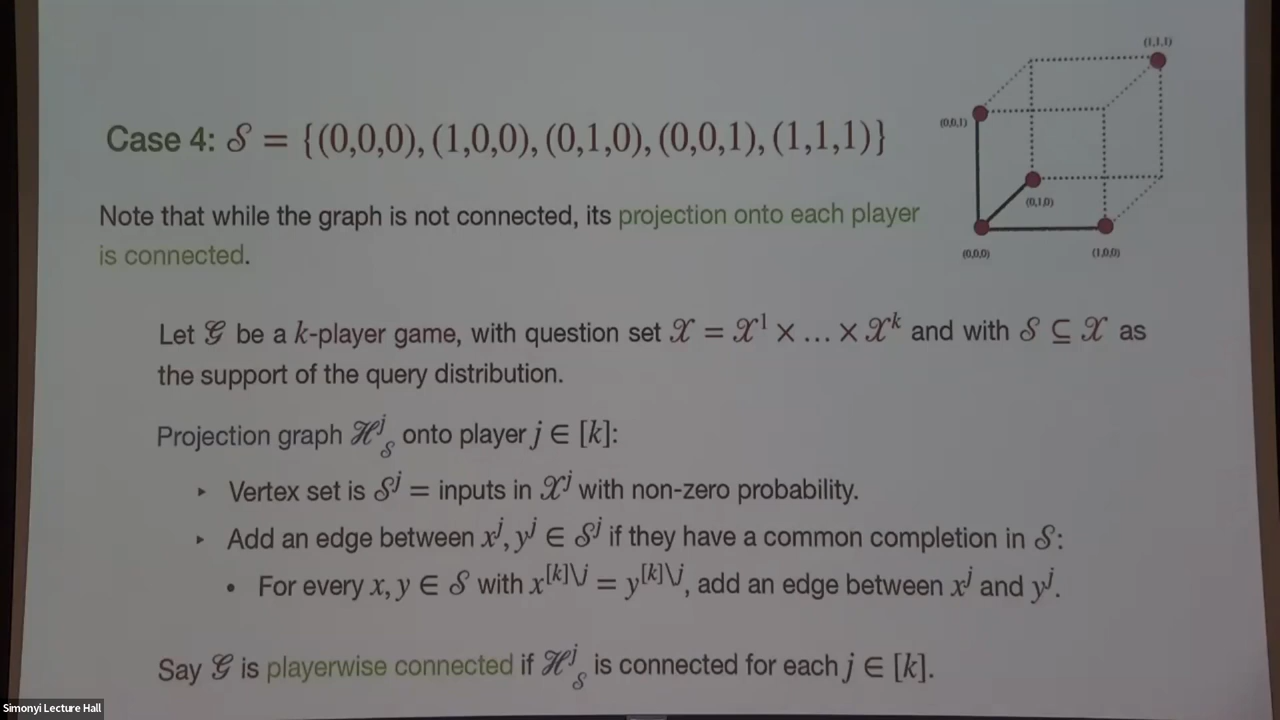 (1,1,1)
Case 4: 𝒮 = {(0,0,0), (1,0,0), (0,1,0), (0,0,1), (1,1,1)}
(0,0,1)
(0,1,0)
(0,0,0)
(1,0,0)
Note that while the graph is not connected, its projection onto each player
is connected.
Let 𝒢 be a k-player game, with question set 𝒳 = 𝒳¹ × … × 𝒳ᵏ and with 𝒮 ⊆ 𝒳 as
the support of the query distribution.
Projection graph ℋʲ_𝒮 onto player j ∈ [k]:
▸ Vertex set is 𝒮ʲ = inputs in 𝒳ʲ with non-zero probability.
▸ Add an edge between xʲ, yʲ ∈ 𝒮ʲ if they have a common completion in 𝒮:
• For every x, y ∈ 𝒮 with x^{[k]\j} = y^{[k]\j}, add an edge between xʲ and yʲ.
Say 𝒢 is playerwise connected if ℋʲ_𝒮 is connected for each j ∈ [k].
Simonyi Lecture Hall